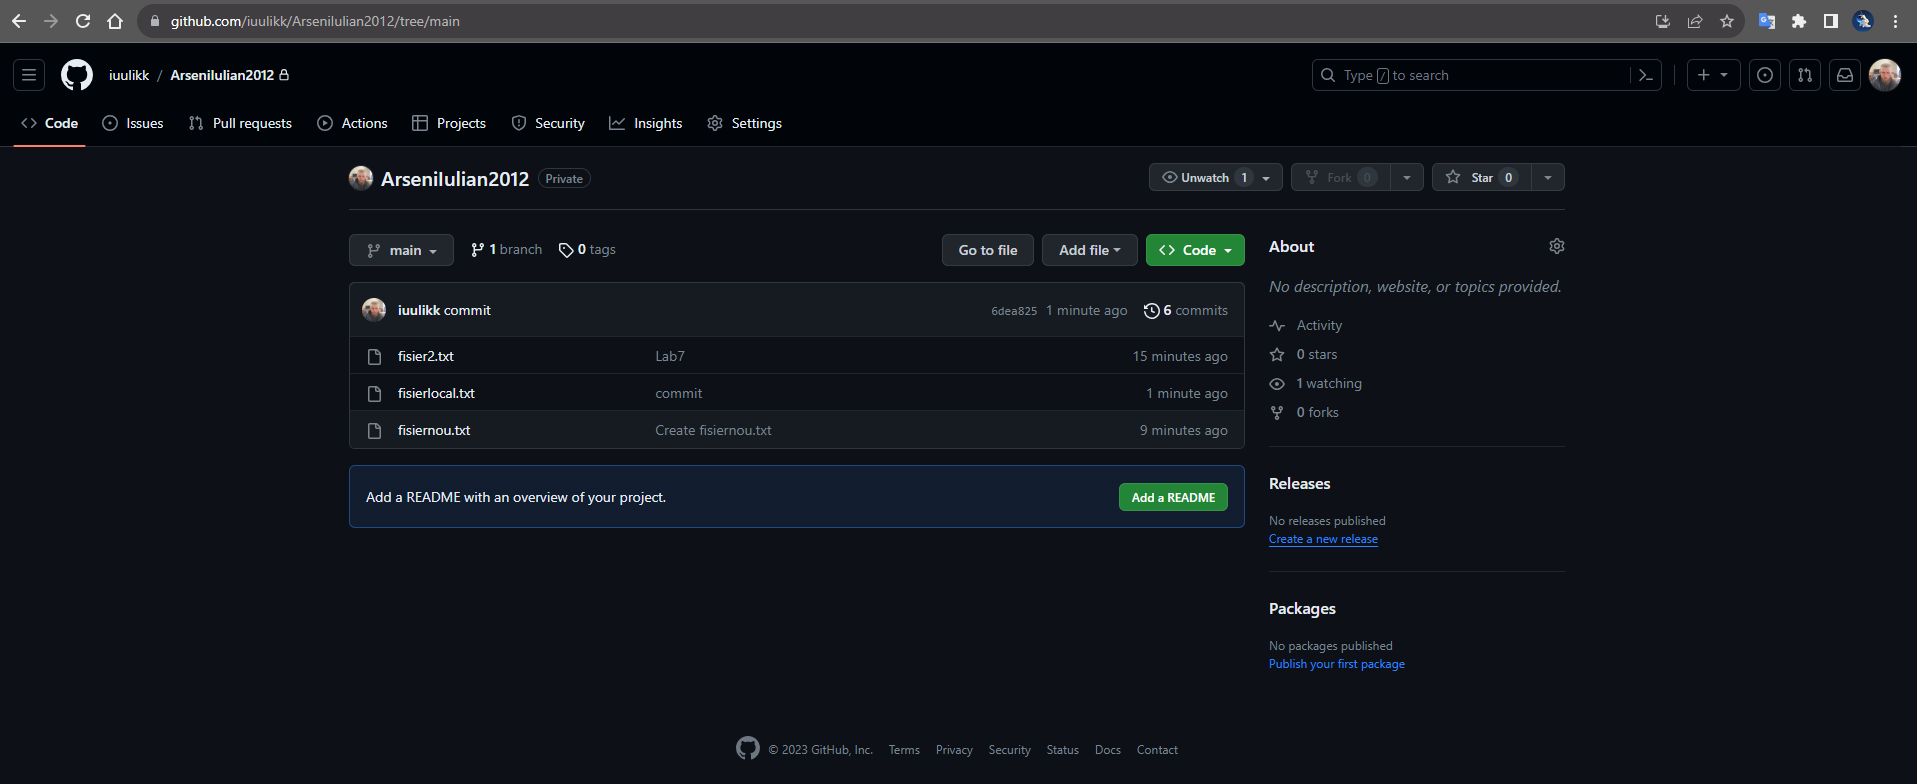 github.com/iuulikk/ArseniIulian2012/tree/main
iuulikk / ArseniIulian2012
Type / to search
Code Issues Pull requests Actions Projects Security Insights Settings
ArseniIulian2012 Private
Unwatch 1 Fork 0 Star 0
main 1 branch 0 tags
Go to file Add file Code
iuulikk commit 6dea825 1 minute ago 6 commits
fisier2.txt Lab7 15 minutes ago
fisierlocal.txt commit 1 minute ago
fisiernou.txt Create fisiernou.txt 9 minutes ago
Add a README with an overview of your project. Add a README
About
No description, website, or topics provided.
Activity
0 stars
1 watching
0 forks
Releases
No releases published
Create a new release
Packages
No packages published
Publish your first package
© 2023 GitHub, Inc. Terms Privacy Security Status Docs Contact